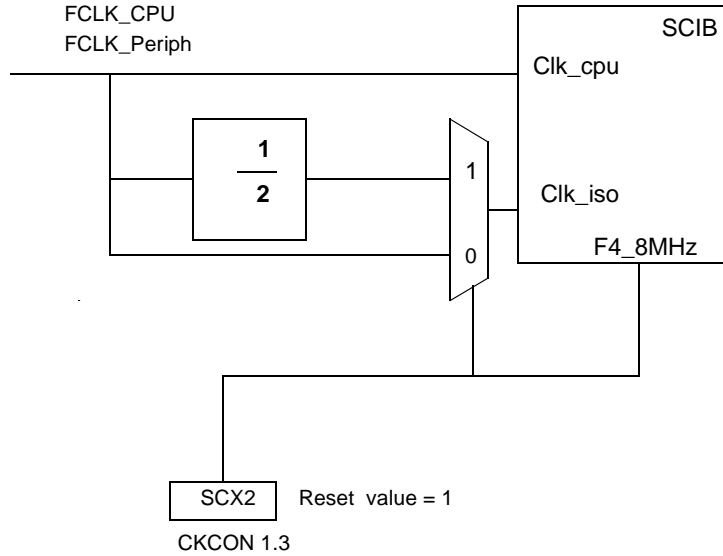 FCLK_CPU
FCLK_Periph
SCIB
Clk_cpu
1
2
1
Clk_iso
0
F4_8MHz
SCX2
Reset value = 1
CKCON 1.3